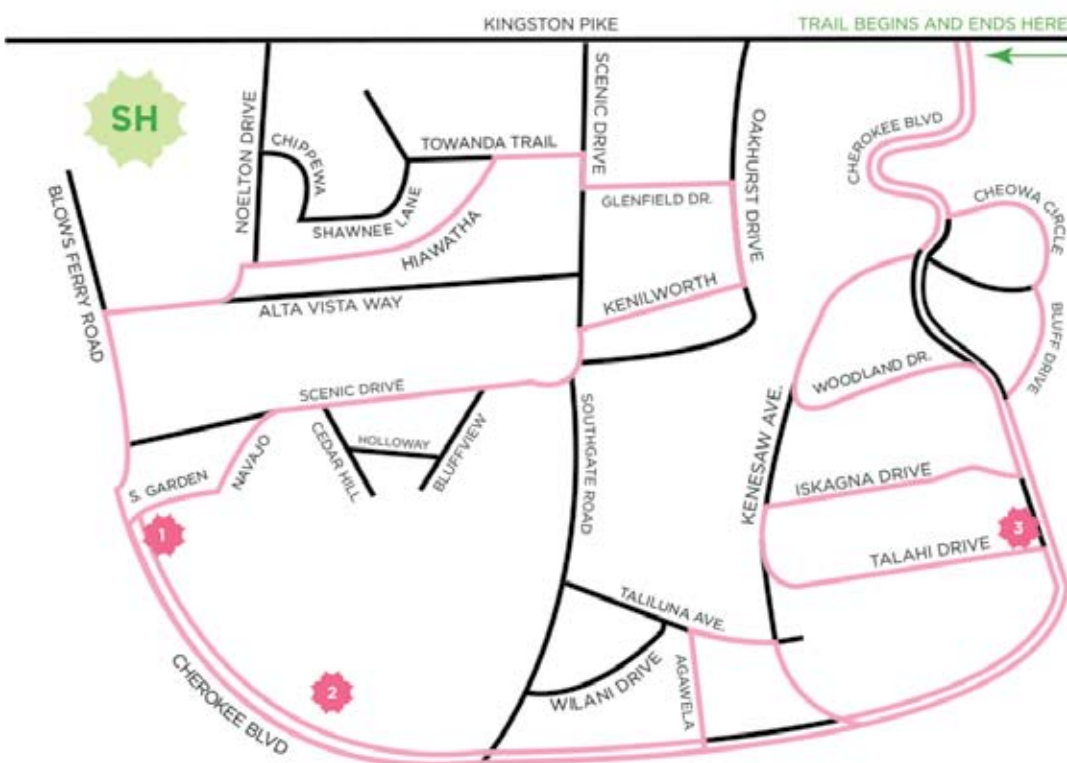 KINGSTON PIKE
TRAIL BEGINS AND ENDS HERE
SH
NOELTON DRIVE
CHIPPEWA
TOWANDA TRAIL
SCENIC DRIVE
OAKHURST DRIVE
CHEROKEE BLVD
CHEOWA CIRCLE
BLOWS FERRY ROAD
SHAWNEE LANE
HIAWATHA
GLENFIELD DR.
ALTA VISTA WAY
KENILWORTH
BLUFF DRIVE
WOODLAND DR.
SCENIC DRIVE
CEDAR HILL
HOLLOWAY
BLUFFVIEW
SOUTHGATE ROAD
KENESAW AVE.
S. GARDEN
NAVAJO
ISKAGNA DRIVE
1
3
TALAHI DRIVE
TALILUNA AVE.
WILANI DRIVE
AGAWELA
2
CHEROKEE BLVD